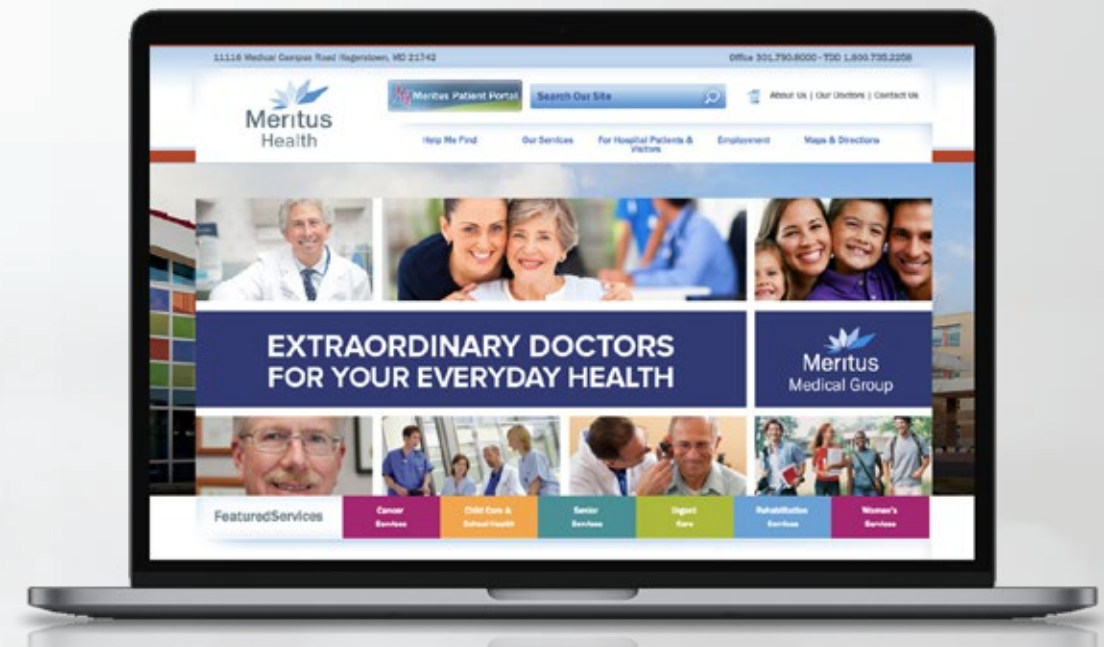 11116 Medical Campus Road Hagerstown, MD 21742
Office 301.790.8000 - TDD 1.800.735.2258
Meritus
Health
Meritus Patient Portal
Search Our Site
About Us | Our Doctors | Contact Us
Help Me Find
Our Services
For Hospital Patients &
Visitors
Employment
Maps & Directions
EXTRAORDINARY DOCTORS
FOR YOUR EVERYDAY HEALTH
Meritus
Medical Group
FeaturedServices
Cancer
Services
Child Care &
School Health
Senior
Services
Urgent
Care
Rehabilitation
Services
Women's
Services